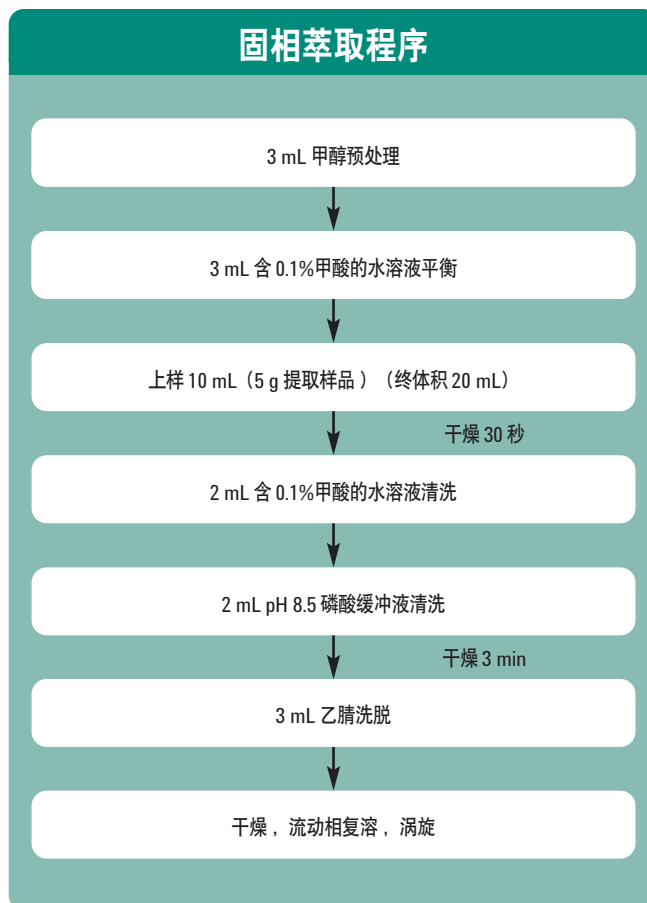 固相萃取程序
3 mL 甲醇预处理
3 mL 含 0.1%甲酸的水溶液平衡
上样 10 mL（5 g 提取样品 ）（终体积 20 mL）
干燥 30 秒
2 mL 含 0.1%甲酸的水溶液清洗
2 mL pH 8.5 磷酸缓冲液清洗
干燥 3 min
3 mL 乙腈洗脱
干燥 ，流动相复溶 ，涡旋